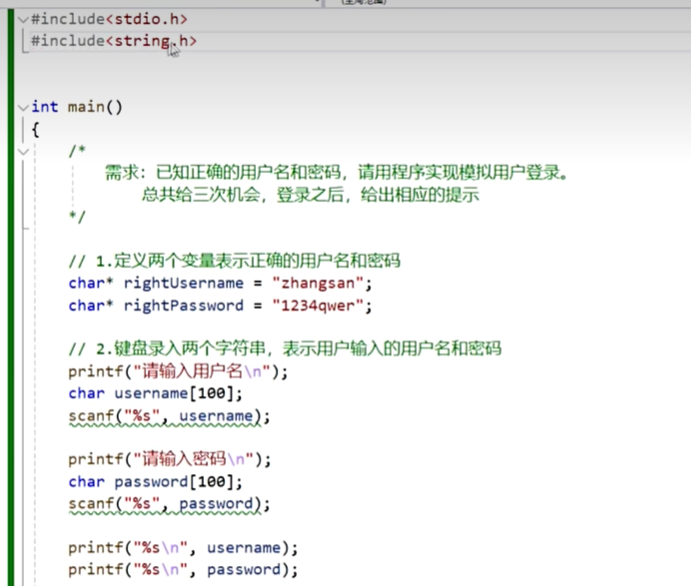 #include<stdio.h>
#include<string.h>
int main()
{
/*
需求：已知正确的用户名和密码，请用程序实现模拟用户登录。
总共给三次机会，登录之后，给出相应的提示
*/
// 1.定义两个变量表示正确的用户名和密码
char* rightUsername = "zhangsan";
char* rightPassword = "1234qwer";
// 2.键盘录入两个字符串，表示用户输入的用户名和密码
printf("请输入用户名\n");
char username[100];
scanf("%s", username);
printf("请输入密码\n");
char password[100];
scanf("%s", password);
printf("%s\n", username);
printf("%s\n", password);